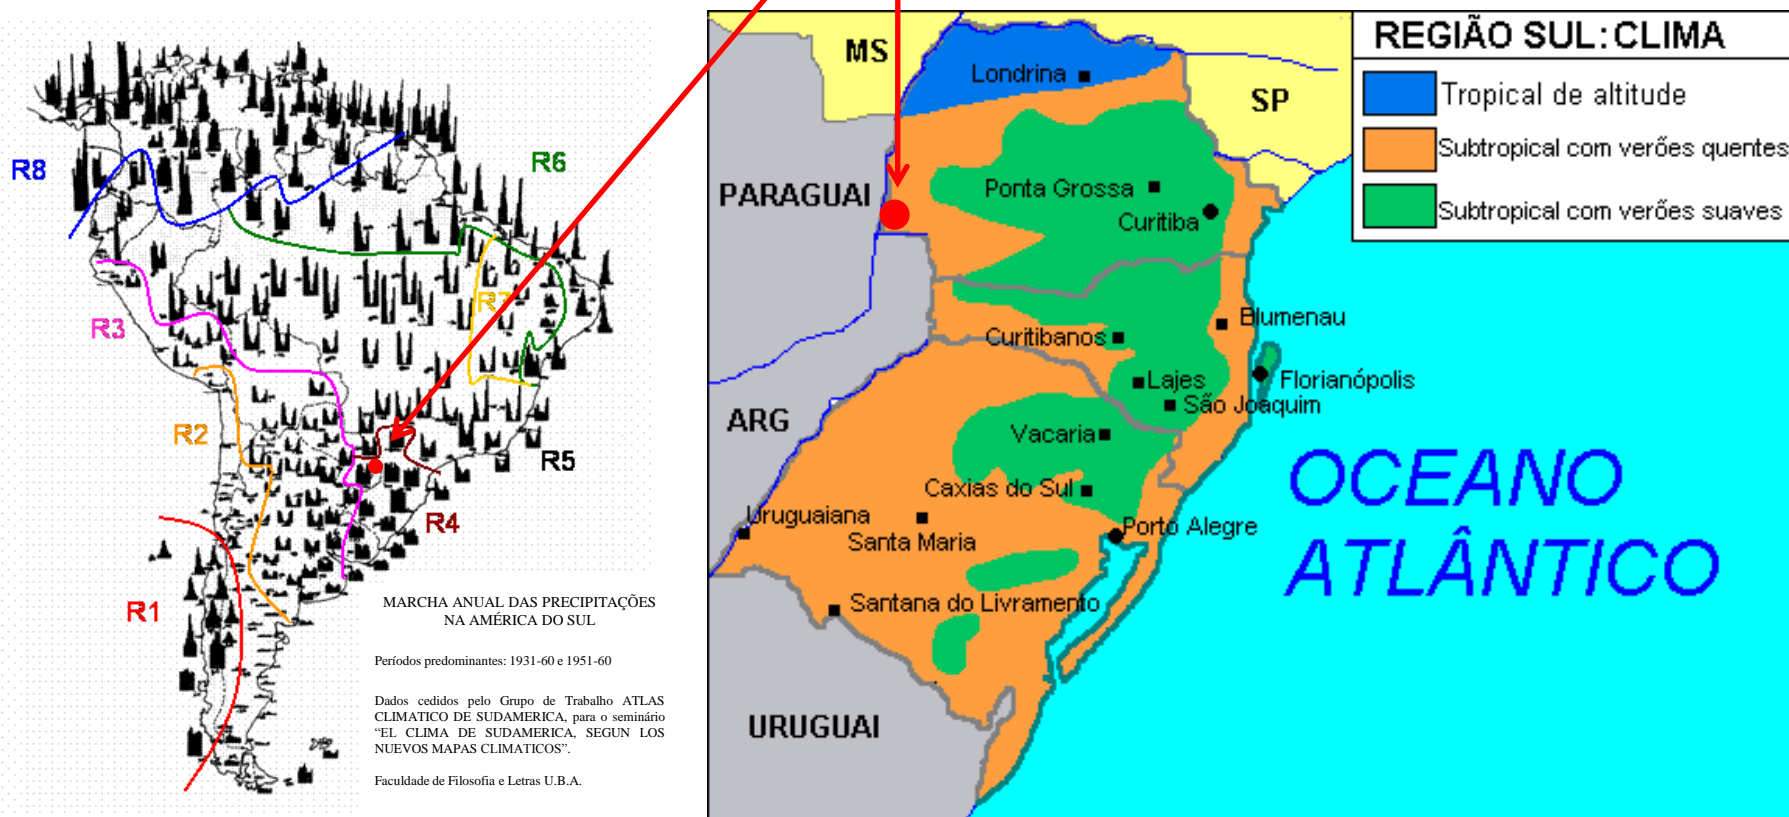 R8
R6
R7
R3
R2
R5
R4
R1
MARCHA ANUAL DAS PRECIPITAÇÕES
NA AMÉRICA DO SUL
Períodos predominantes: 1931-60 e 1951-60
Dados cedidos pelo Grupo de Trabalho ATLAS
CLIMATICO DE SUDAMERICA, para o seminário
“EL CLIMA DE SUDAMERICA, SEGUN LOS
NUEVOS MAPAS CLIMATICOS”.
Faculdade de Filosofia e Letras U.B.A.
REGIÃO SUL: CLIMA
Tropical de altitude
Subtropical com verões quentes
Subtropical com verões suaves
MS
Londrina
SP
PARAGUAI
Ponta Grossa
Curitiba
Blumenau
Curitibanos
Lajes
Florianópolis
São Joaquim
ARG
Vacaria
Caxias do Sul
Uruguaiana
Santa Maria
Porto Alegre
OCEANO
ATLÂNTICO
Santana do Livramento
URUGUAI